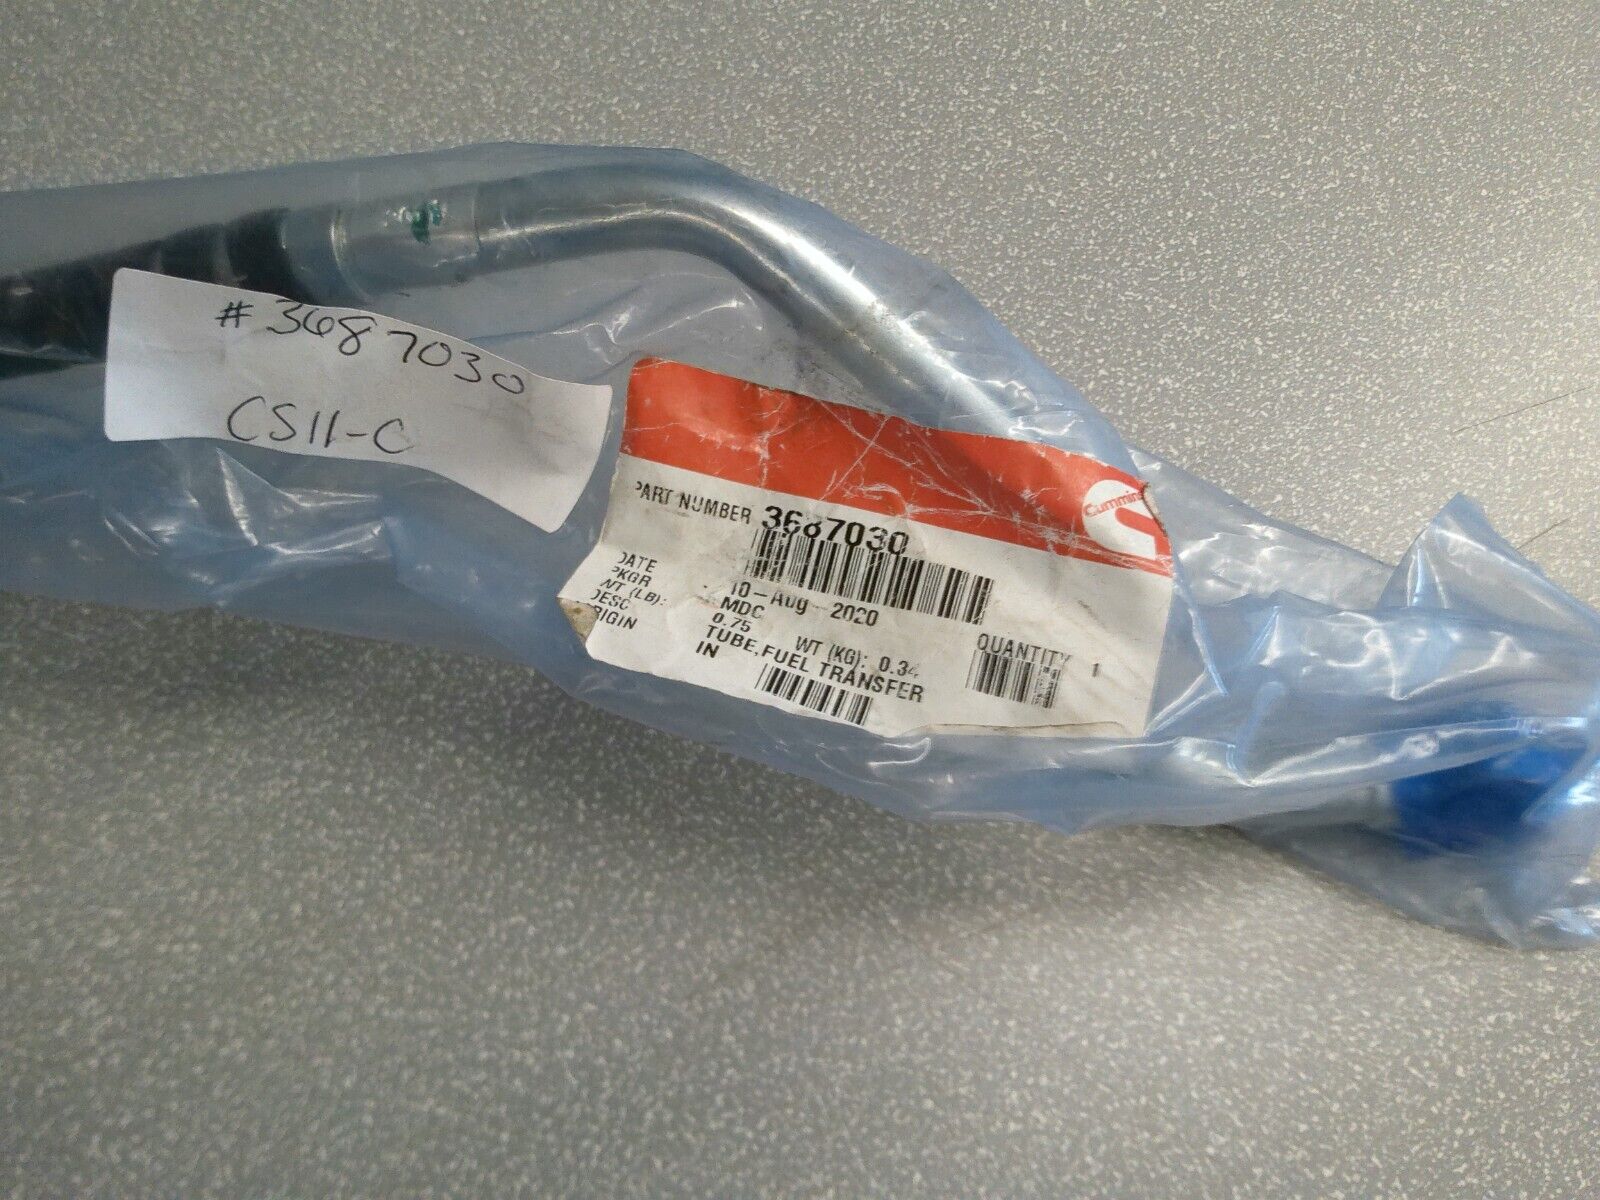 # 3687030
CS11-C
Cummins
PART NUMBER 3687030
DATE 10-Aug-2020
PKGR MDC
WT (LB): 0.75 WT (KG): 0.34
DESC TUBE,FUEL TRANSFER
ORIGIN IN
QUANTITY 1